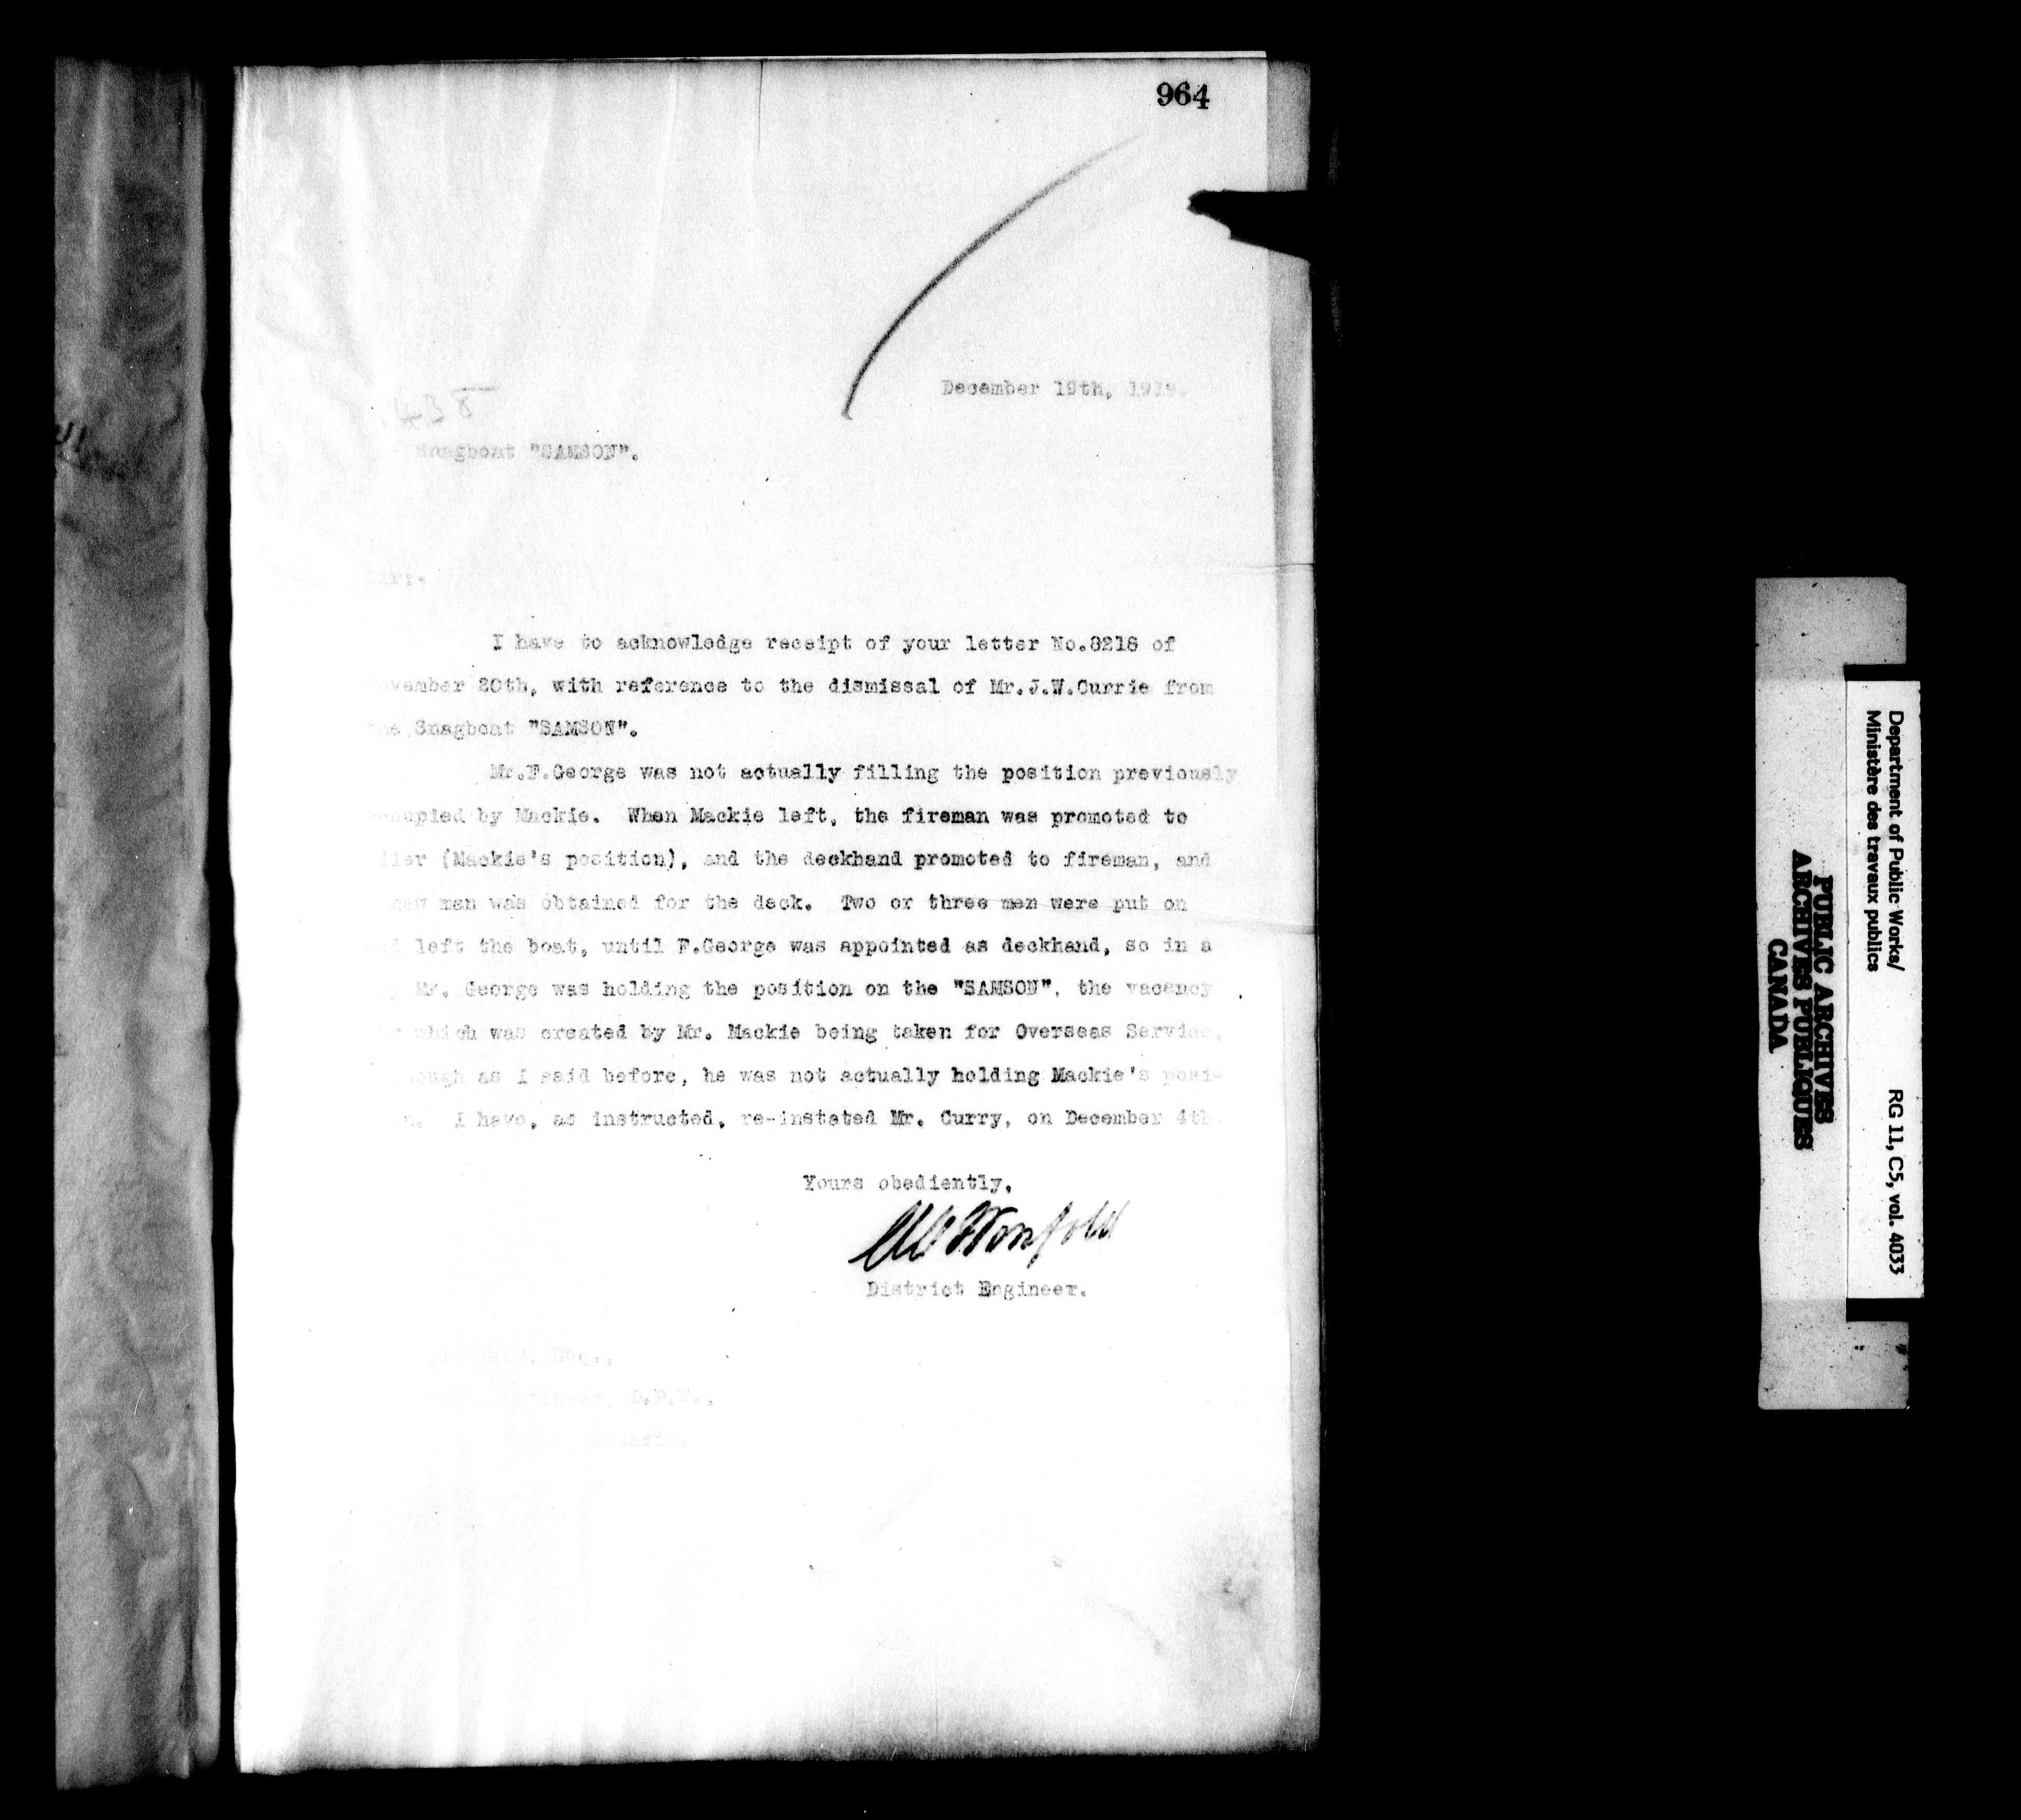 964
December 19th, 1919.
438
Snagboat "SAMSON".
I have to acknowledge receipt of your letter No.8218 of
ovember 20th, with reference to the dismissal of Mr.J.W.Currie from
the Snagboat "SAMSON".
Mr.F.George was not actually filling the position previously
occupied by Mackie. When Mackie left, the fireman was promoted to
iler (Mackie's position), and the deckhand promoted to fireman, and
new man was obtained for the deck. Two or three men were put on
left the boat, until F.George was appointed as deckhand, so in a
Mr. George was holding the position on the "SAMSON", the vacancy
which was created by Mr. Mackie being taken for Overseas Service,
hough as I said before, he was not actually holding Mackie's posi-
n. I have, as instructed, re-instated Mr. Curry, on December 4th.
Yours obediently,
District Engineer.
Esq.,
Engineer, D.P.W.,
Ontario.
Department of Public Works/
Ministère des travaux publics
RG 11, C5, vol. 4033
PUBLIC ARCHIVES
ARCHIVES PUBLIQUES
CANADA